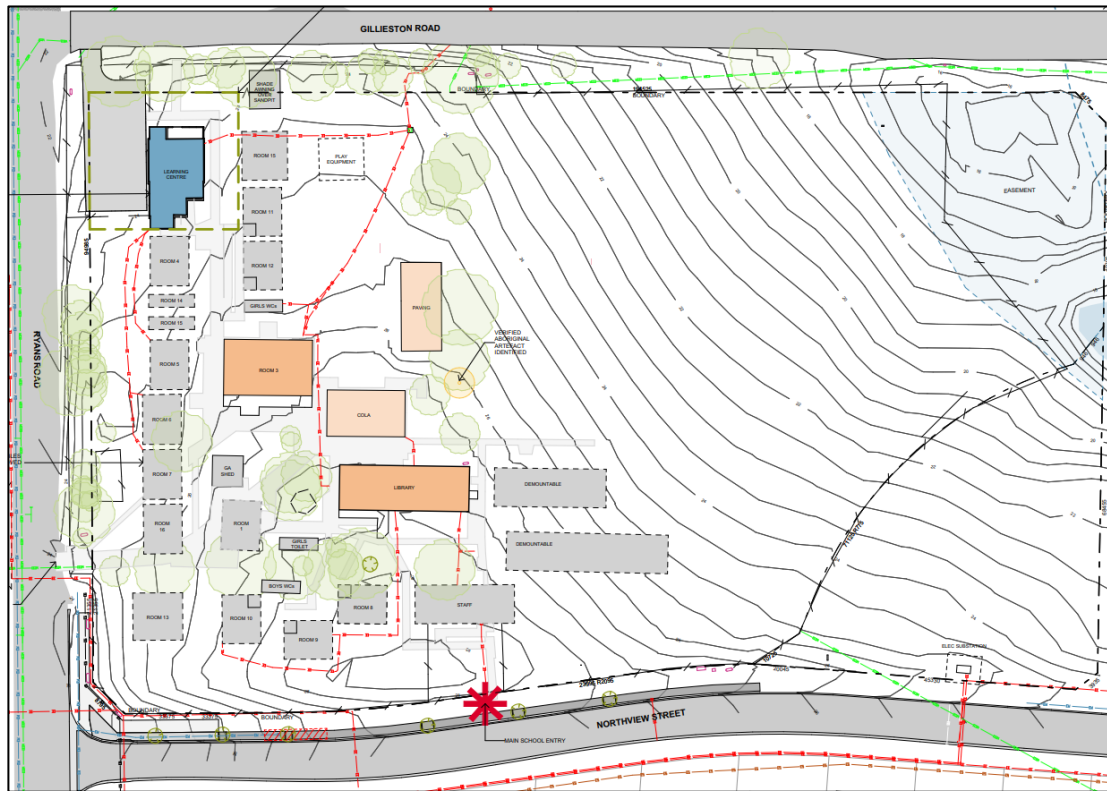 GILLIESTON ROAD
SHADE
AWNING
OVER
SANDPIT
BOUNDARY
BOUNDARY
LEARNING
CENTRE
PLAY
EQUIPMENT
EASEMENT
ROOM 11
ROOM 4
ROOM 12
ROOM 14
GIRLS WCs
ROOM 15
RYANS ROAD
ROOM 5
ROOM 3
VERIFIED
ABORIGINAL
ARTEFACT
IDENTIFIED
COLA
ROOM 6
ROOM 7
GA
SHED
LIBRARY
DEMOUNTABLE
ROOM
16
ROOM
1
GIRLS
TOILET
DEMOUNTABLE
BOYS WCs
ROOM 13
ROOM 10
ROOM 8
STAFF
ROOM 9
ELEC SUBSTATION
BOUNDARY
BOUNDARY
NORTHVIEW STREET
MAIN SCHOOL ENTRY